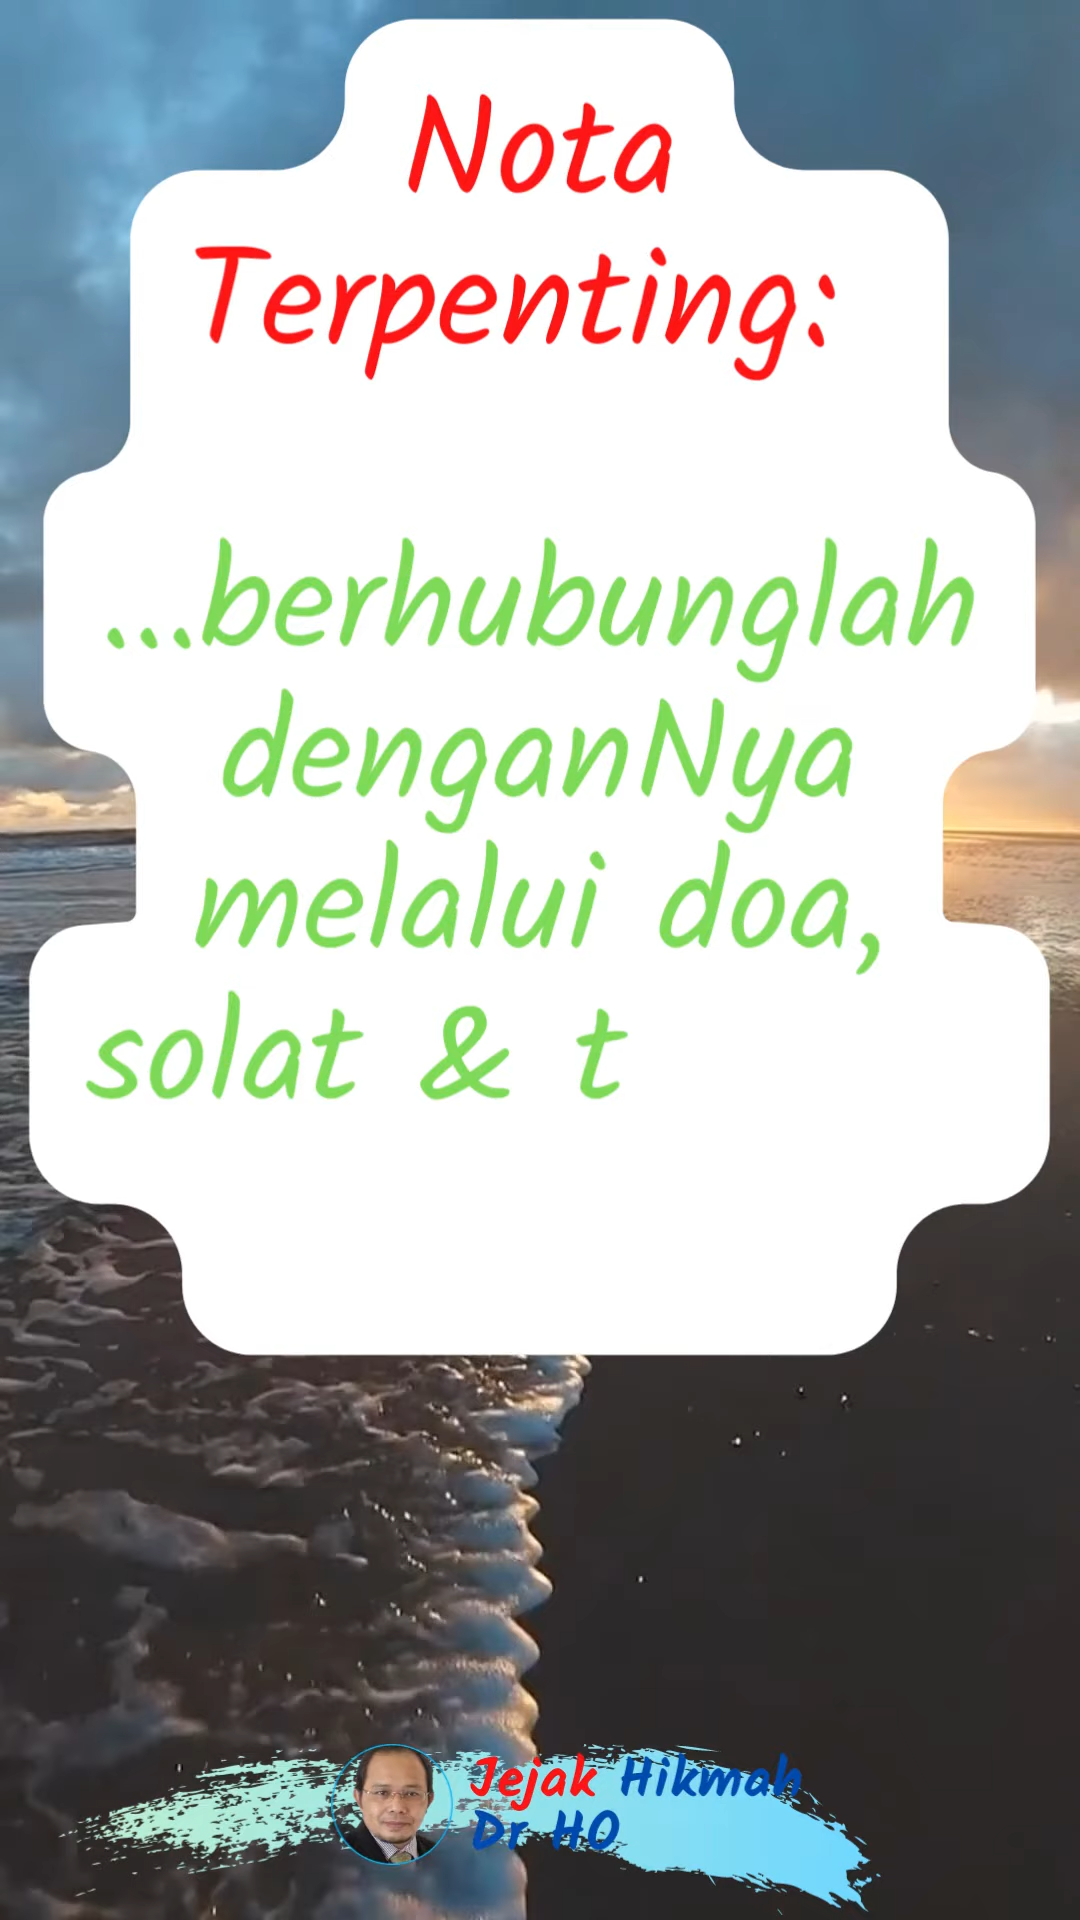 Nota
Terpenting:
...berhubunglah
denganNya
melalui doa,
solat & t
Jejak Hikmah
Dr HO